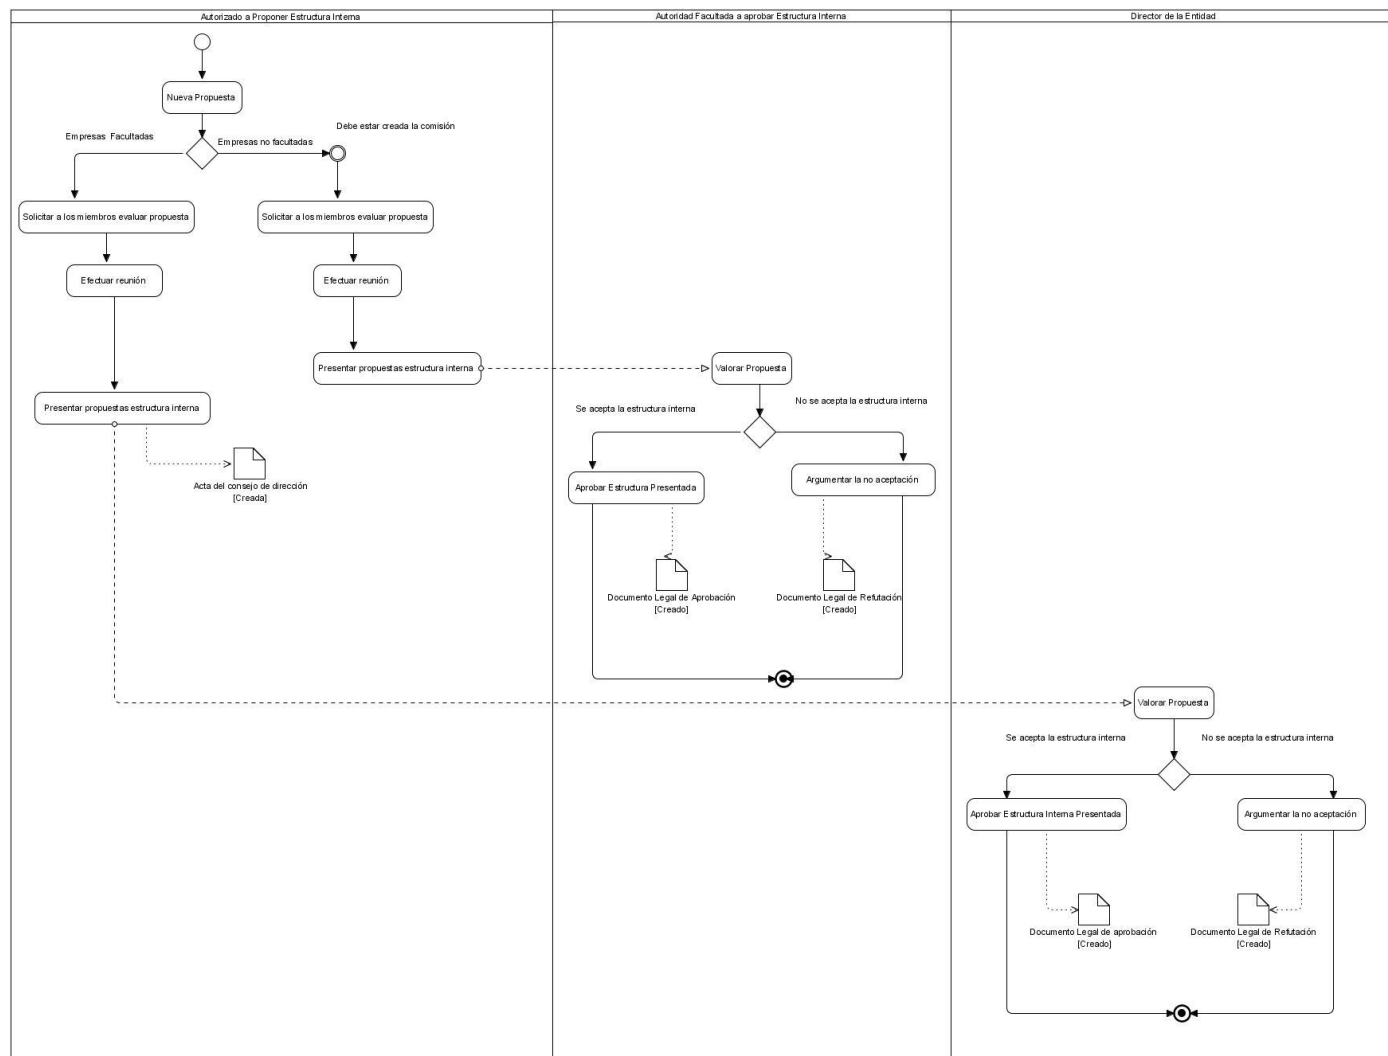 Autorizado a Proponer Estructura Interna
Autoridad Facultada a aprobar Estructura Interna
Director de la Entidad
Nueva Propuesta
Debe estar creada la comisión
Empresas Facultadas
Empresas no facultadas
Solicitar a los miembros evaluar propuesta
Solicitar a los miembros evaluar propuesta
Efectuar reunión
Efectuar reunión
Presentar propuestas estructura interna
Valorar Propuesta
Presentar propuestas estructura interna
Se acepta la estructura interna
No se acepta la estructura interna
Acta del consejo de dirección
[Creada]
Aprobar Estructura Presentada
Argumentar la no aceptación
Documento Legal de Aprobación
[Creado]
Documento Legal de Refutación
[Creado]
Valorar Propuesta
Se acepta la estructura interna
No se acepta la estructura interna
Aprobar Estructura Interna Presentada
Argumentar la no aceptación
Documento Legal de aprobación
[Creado]
Documento Legal de Refutación
[Creado]